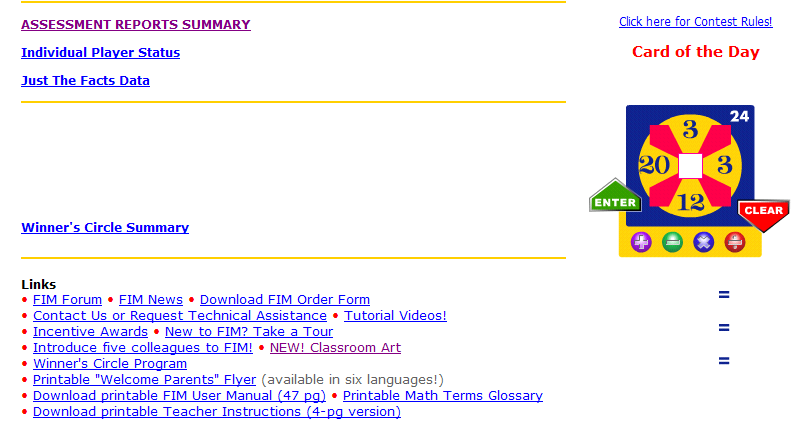 ASSESSMENT REPORTS SUMMARY
Individual Player Status
Just The Facts Data
Winner's Circle Summary
Links
• FIM Forum • FIM News • Download FIM Order Form
• Contact Us or Request Technical Assistance • Tutorial Videos!
• Incentive Awards • New to FIM? Take a Tour
• Introduce five colleagues to FIM! • NEW! Classroom Art
• Winner's Circle Program
• Printable "Welcome Parents" Flyer (available in six languages!)
• Download printable FIM User Manual (47 pg) • Printable Math Terms Glossary
• Download printable Teacher Instructions (4-pg version)
Click here for Contest Rules!
Card of the Day
24
3
20 3
12
ENTER
CLEAR
+ = × ÷
=
=
=